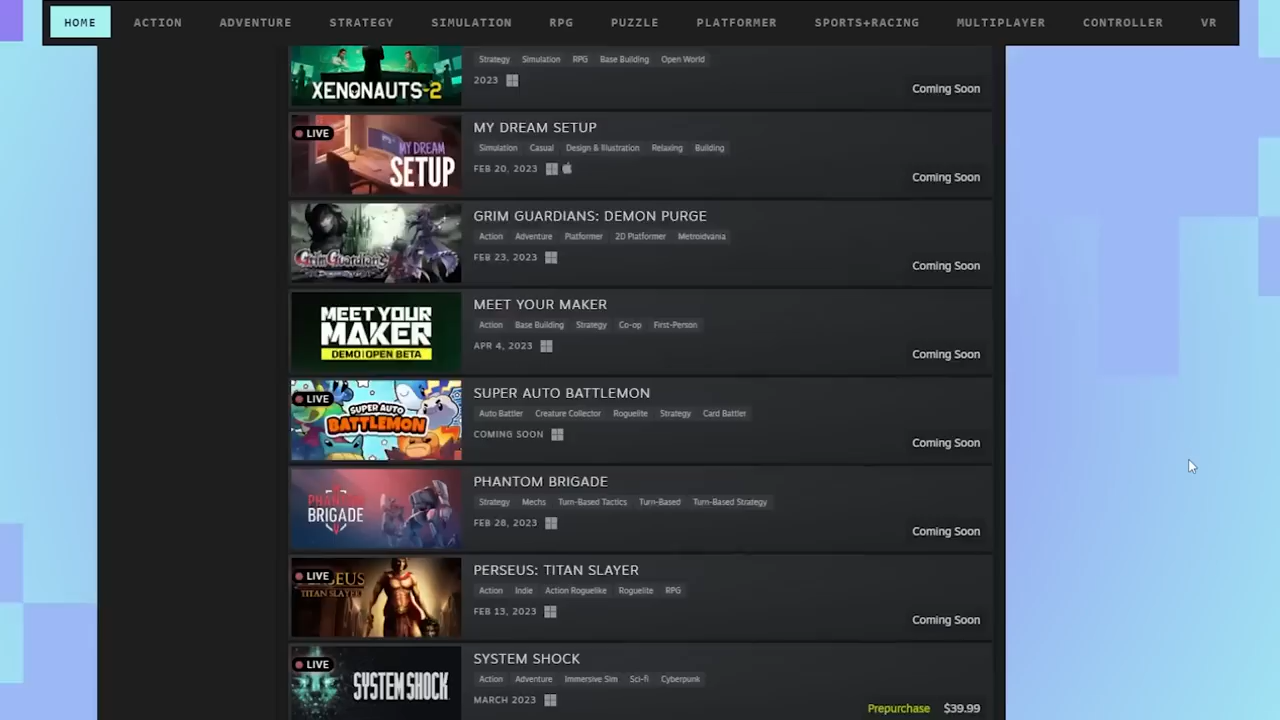 HOME ACTION ADVENTURE STRATEGY SIMULATION RPG PUZZLE PLATFORMER SPORTS+RACING MULTIPLAYER CONTROLLER VR
XENONAUTS-2
Strategy Simulation RPG Base Building Open World
2023
Coming Soon
LIVE
MY DREAM
SETUP
MY DREAM SETUP
Simulation Casual Design & Illustration Relaxing Building
FEB 20, 2023
Coming Soon
Grim Guardians
GRIM GUARDIANS: DEMON PURGE
Action Adventure Platformer 2D Platformer Metroidvania
FEB 23, 2023
Coming Soon
MEET YOUR
MAKER
DEMO OPEN BETA
MEET YOUR MAKER
Action Base Building Strategy Co-op First-Person
APR 4, 2023
Coming Soon
LIVE
SUPER AUTO
BATTLEMON
SUPER AUTO BATTLEMON
Auto Battler Creature Collector Roguelite Strategy Card Battler
COMING SOON
Coming Soon
PHANTOM
BRIGADE
PHANTOM BRIGADE
Strategy Mechs Turn-Based Tactics Turn-Based Turn-Based Strategy
FEB 28, 2023
Coming Soon
LIVE
TITAN SLAYER
PERSEUS: TITAN SLAYER
Action Indie Action Roguelike Roguelite RPG
FEB 13, 2023
Coming Soon
LIVE
SYSTEM SHOCK
SYSTEM SHOCK
Action Adventure Immersive Sim Sci-fi Cyberpunk
MARCH 2023
Prepurchase $39.99